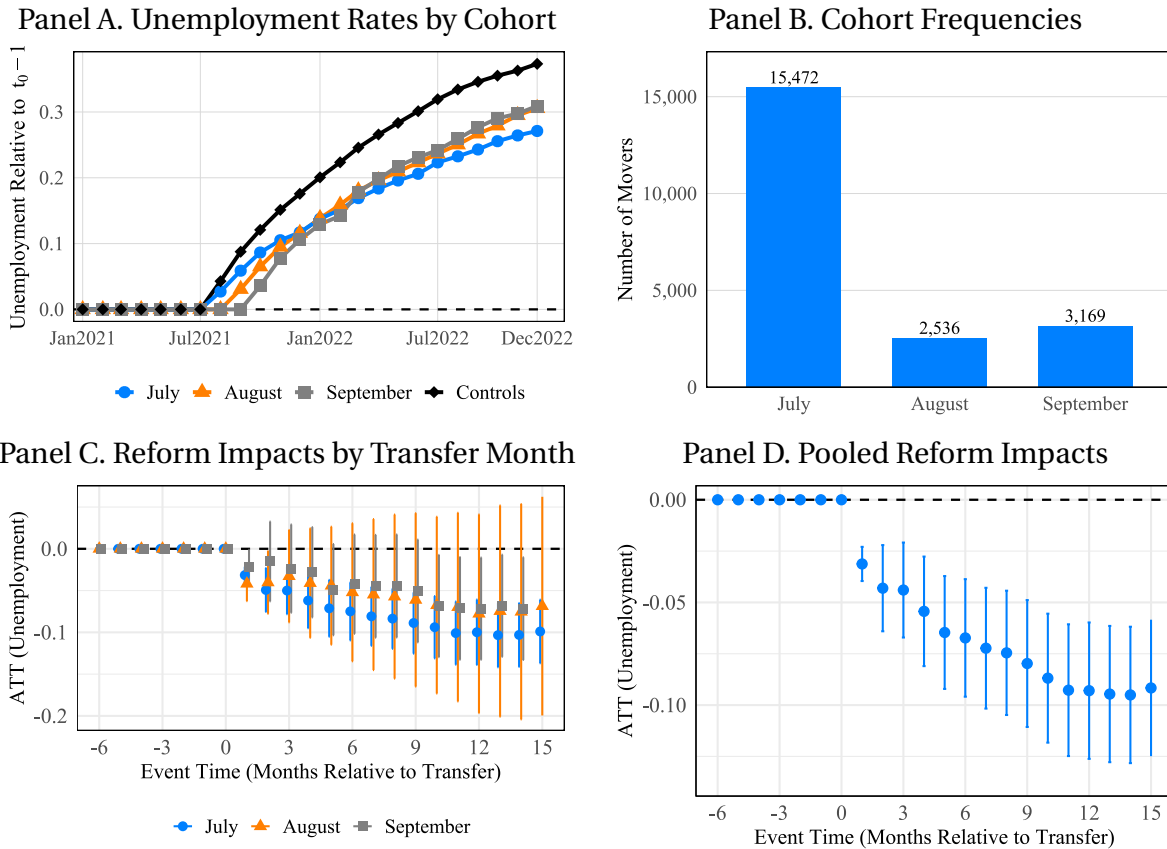 Panel A. Unemployment Rates by Cohort
Unemployment Relative to t₀ − 1
0.3
0.2
0.1
0.0
Jan2021 Jul2021 Jan2022 Jul2022 Dec2022
July August September Controls
Panel B. Cohort Frequencies
Number of Movers
15,000
10,000
5,000
0
15,472
2,536
3,169
July August September
Panel C. Reform Impacts by Transfer Month
ATT (Unemployment)
0.0
-0.1
-0.2
-6 -3 0 3 6 9 12 15
Event Time (Months Relative to Transfer)
July August September
Panel D. Pooled Reform Impacts
ATT (Unemployment)
0.00
-0.05
-0.10
-6 -3 0 3 6 9 12 15
Event Time (Months Relative to Transfer)